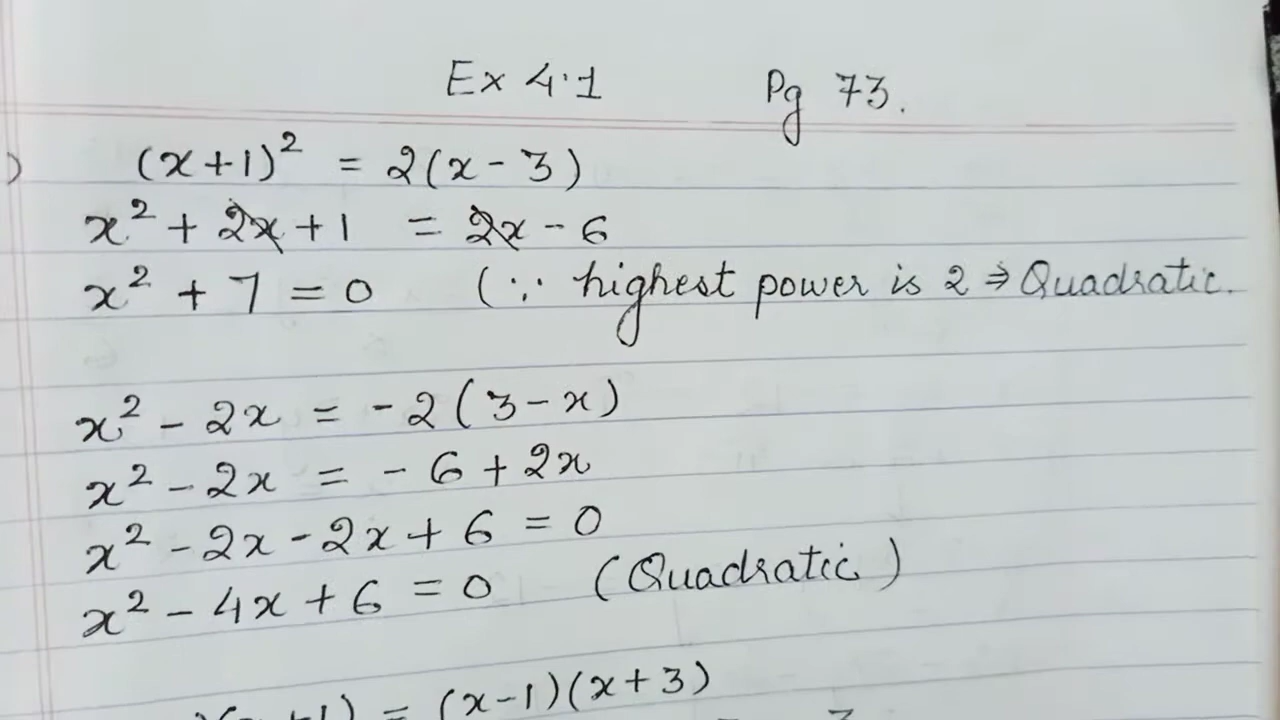 Ex 4.1 Pg 73.
) (x+1)² = 2(x-3)
x² + 2x + 1 = 2x - 6
x² + 7 = 0 (∵ highest power is 2 ⇒ Quadratic.
x² - 2x = -2(3-x)
x² - 2x = -6 + 2x
x² - 2x - 2x + 6 = 0
x² - 4x + 6 = 0 (Quadratic)
+1) = (x-1)(x+3)